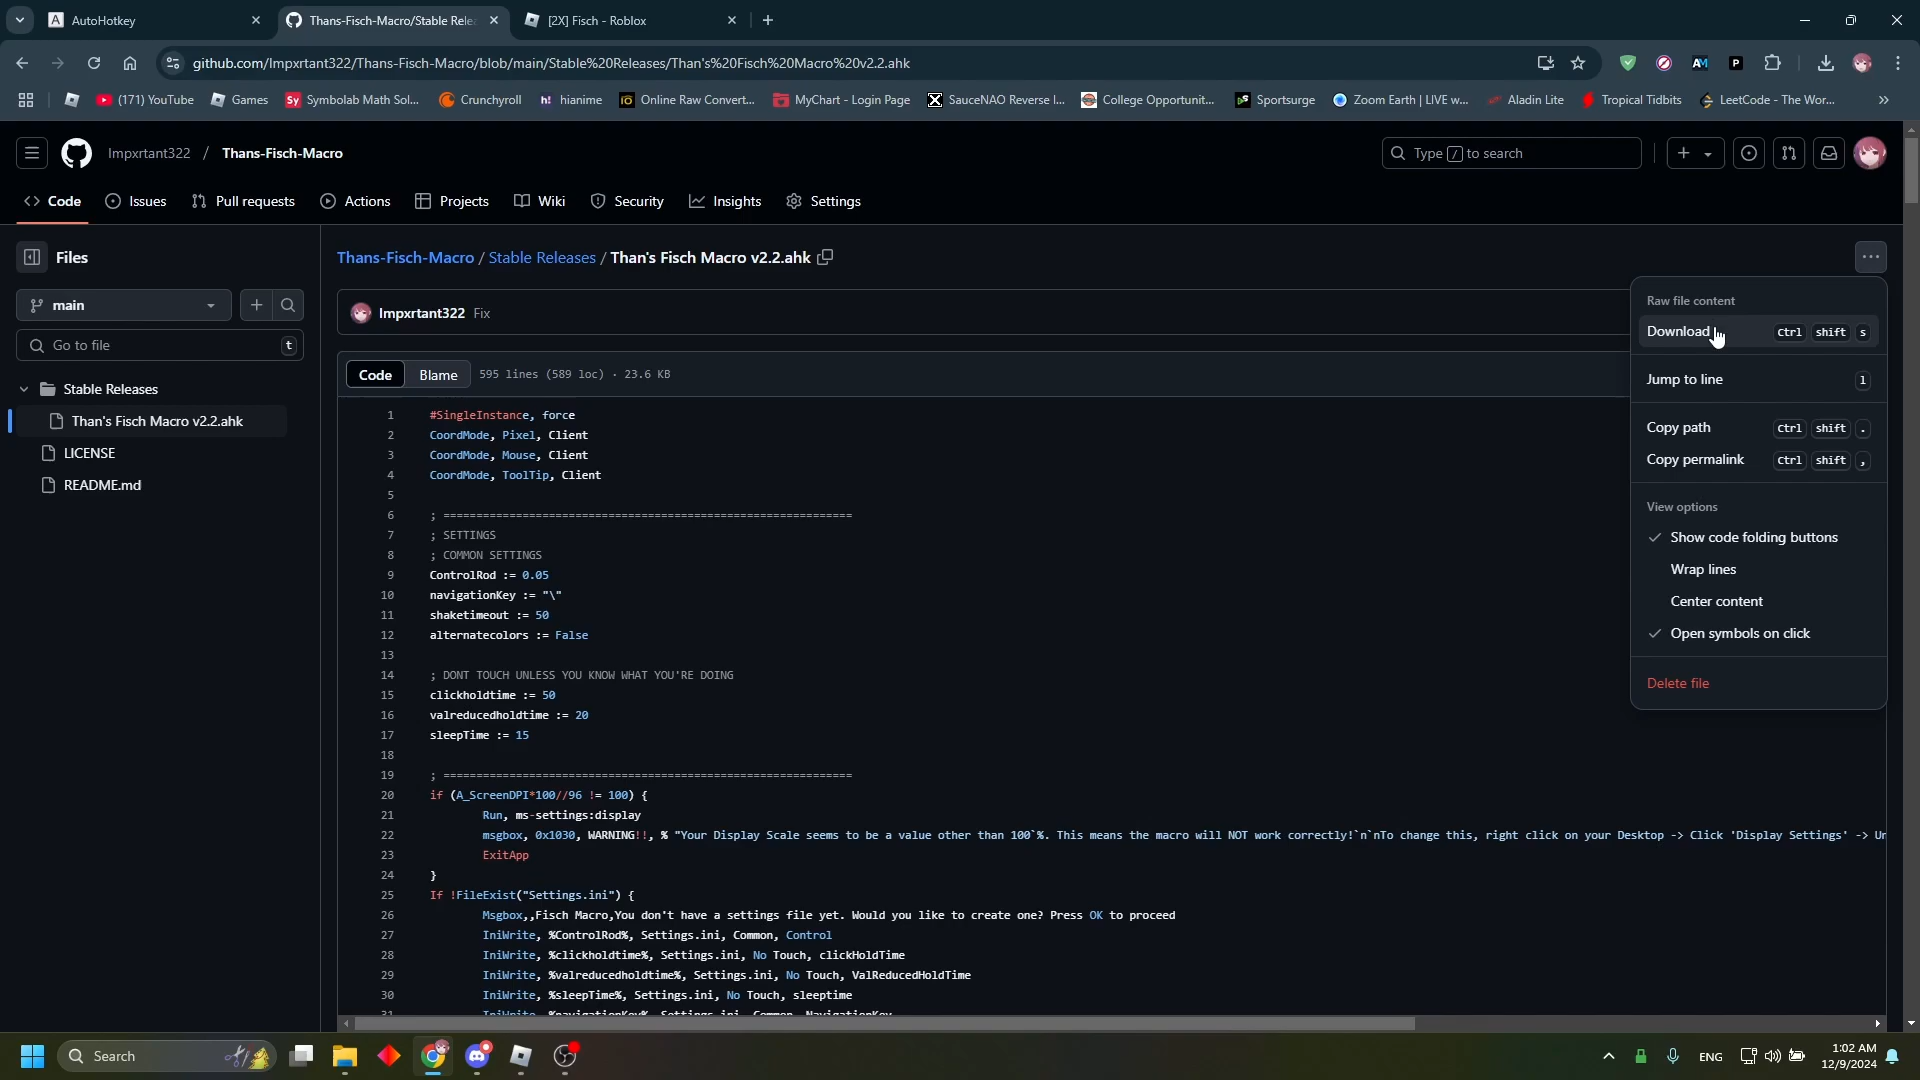 AutoHotkey
Thans-Fisch-Macro/Stable Relea
[2X] Fisch - Roblox
github.com/Impxrtant322/Thans-Fisch-Macro/blob/main/Stable%20Releases/Than's%20Fisch%20Macro%20v2.2.ahk
(171) YouTube
Games
Symbolab Math Sol...
Crunchyroll
hianime
Online Raw Convert...
MyChart - Login Page
SauceNAO Reverse I...
College Opportunit...
Sportsurge
Zoom Earth | LIVE w...
Aladin Lite
Tropical Tidbits
LeetCode - The Wor...
Impxrtant322 / Thans-Fisch-Macro
Type / to search
Code
Issues
Pull requests
Actions
Projects
Wiki
Security
Insights
Settings
Files
main
Go to file
t
Stable Releases
Than's Fisch Macro v2.2.ahk
LICENSE
README.md
Thans-Fisch-Macro / Stable Releases / Than's Fisch Macro v2.2.ahk
Impxrtant322 Fix
Code
Blame
595 lines (589 loc) · 23.6 KB
1 #SingleInstance, force
2 CoordMode, Pixel, Client
3 CoordMode, Mouse, Client
4 CoordMode, ToolTip, Client
5
6 ; ==============================================================
7 ; SETTINGS
8 ; COMMON SETTINGS
9 ControlRod := 0.05
10 navigationKey := "\"
11 shaketimeout := 50
12 alternatecolors := False
13
14 ; DONT TOUCH UNLESS YOU KNOW WHAT YOU'RE DOING
15 clickholdtime := 50
16 valreducedholdtime := 20
17 sleepTime := 15
18
19 ; ==============================================================
20 if (A_ScreenDPI*100//96 != 100) {
21 Run, ms-settings:display
22 msgbox, 0x1030, WARNING!!, % "Your Display Scale seems to be a value other than 100`%. This means the macro will NOT work correctly!`n`nTo change this, right click on your Desktop -> Click 'Display Settings' -> Un
23 ExitApp
24 }
25 If !FileExist("Settings.ini") {
26 Msgbox,,Fisch Macro,You don't have a settings file yet. Would you like to create one? Press OK to proceed
27 IniWrite, %ControlRod%, Settings.ini, Common, Control
28 IniWrite, %clickholdtime%, Settings.ini, No Touch, clickHoldTime
29 IniWrite, %valreducedholdtime%, Settings.ini, No Touch, ValReducedHoldTime
30 IniWrite, %sleepTime%, Settings.ini, No Touch, sleeptime
31 IniWrite, %navigationKey%, Settings.ini, Common, NavigationKey
Raw file content
Download ctrl shift s
Jump to line l
Copy path ctrl shift .
Copy permalink ctrl shift ,
View options
Show code folding buttons
Wrap lines
Center content
Open symbols on click
Delete file
Search
ENG
1:02 AM
12/9/2024